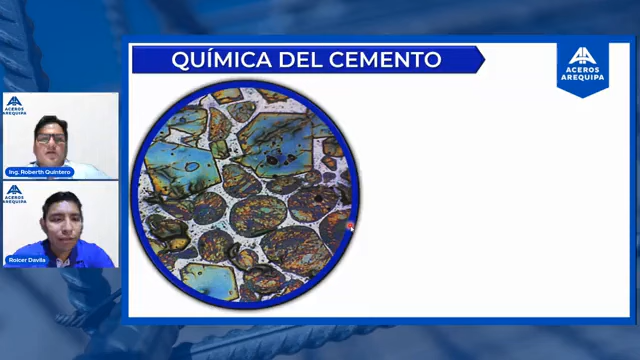 QUÍMICA DEL CEMENTO
ACEROS
AREQUIPA
ACEROS
AREQUIPA
Ing. Roberth Quintero
ACEROS
AREQUIPA
Roicer Davila